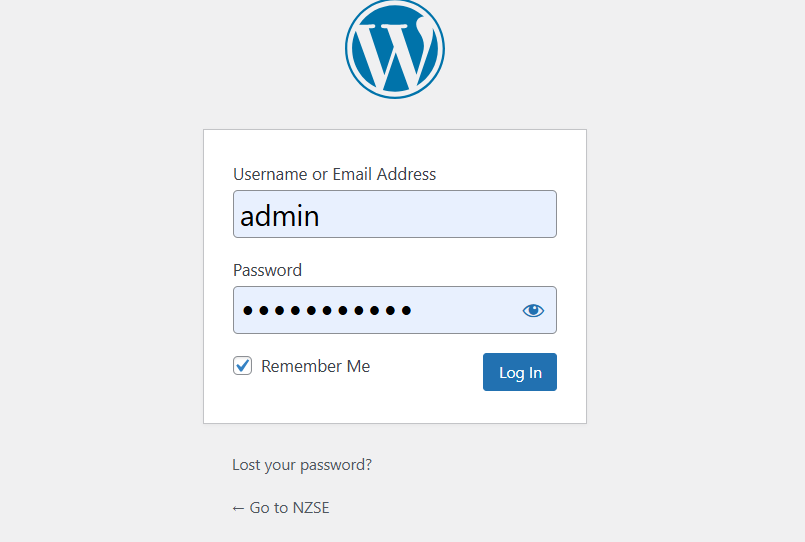 Username or Email Address
admin
Password
•••••••••••
Remember Me
Log In
Lost your password?
← Go to NZSE